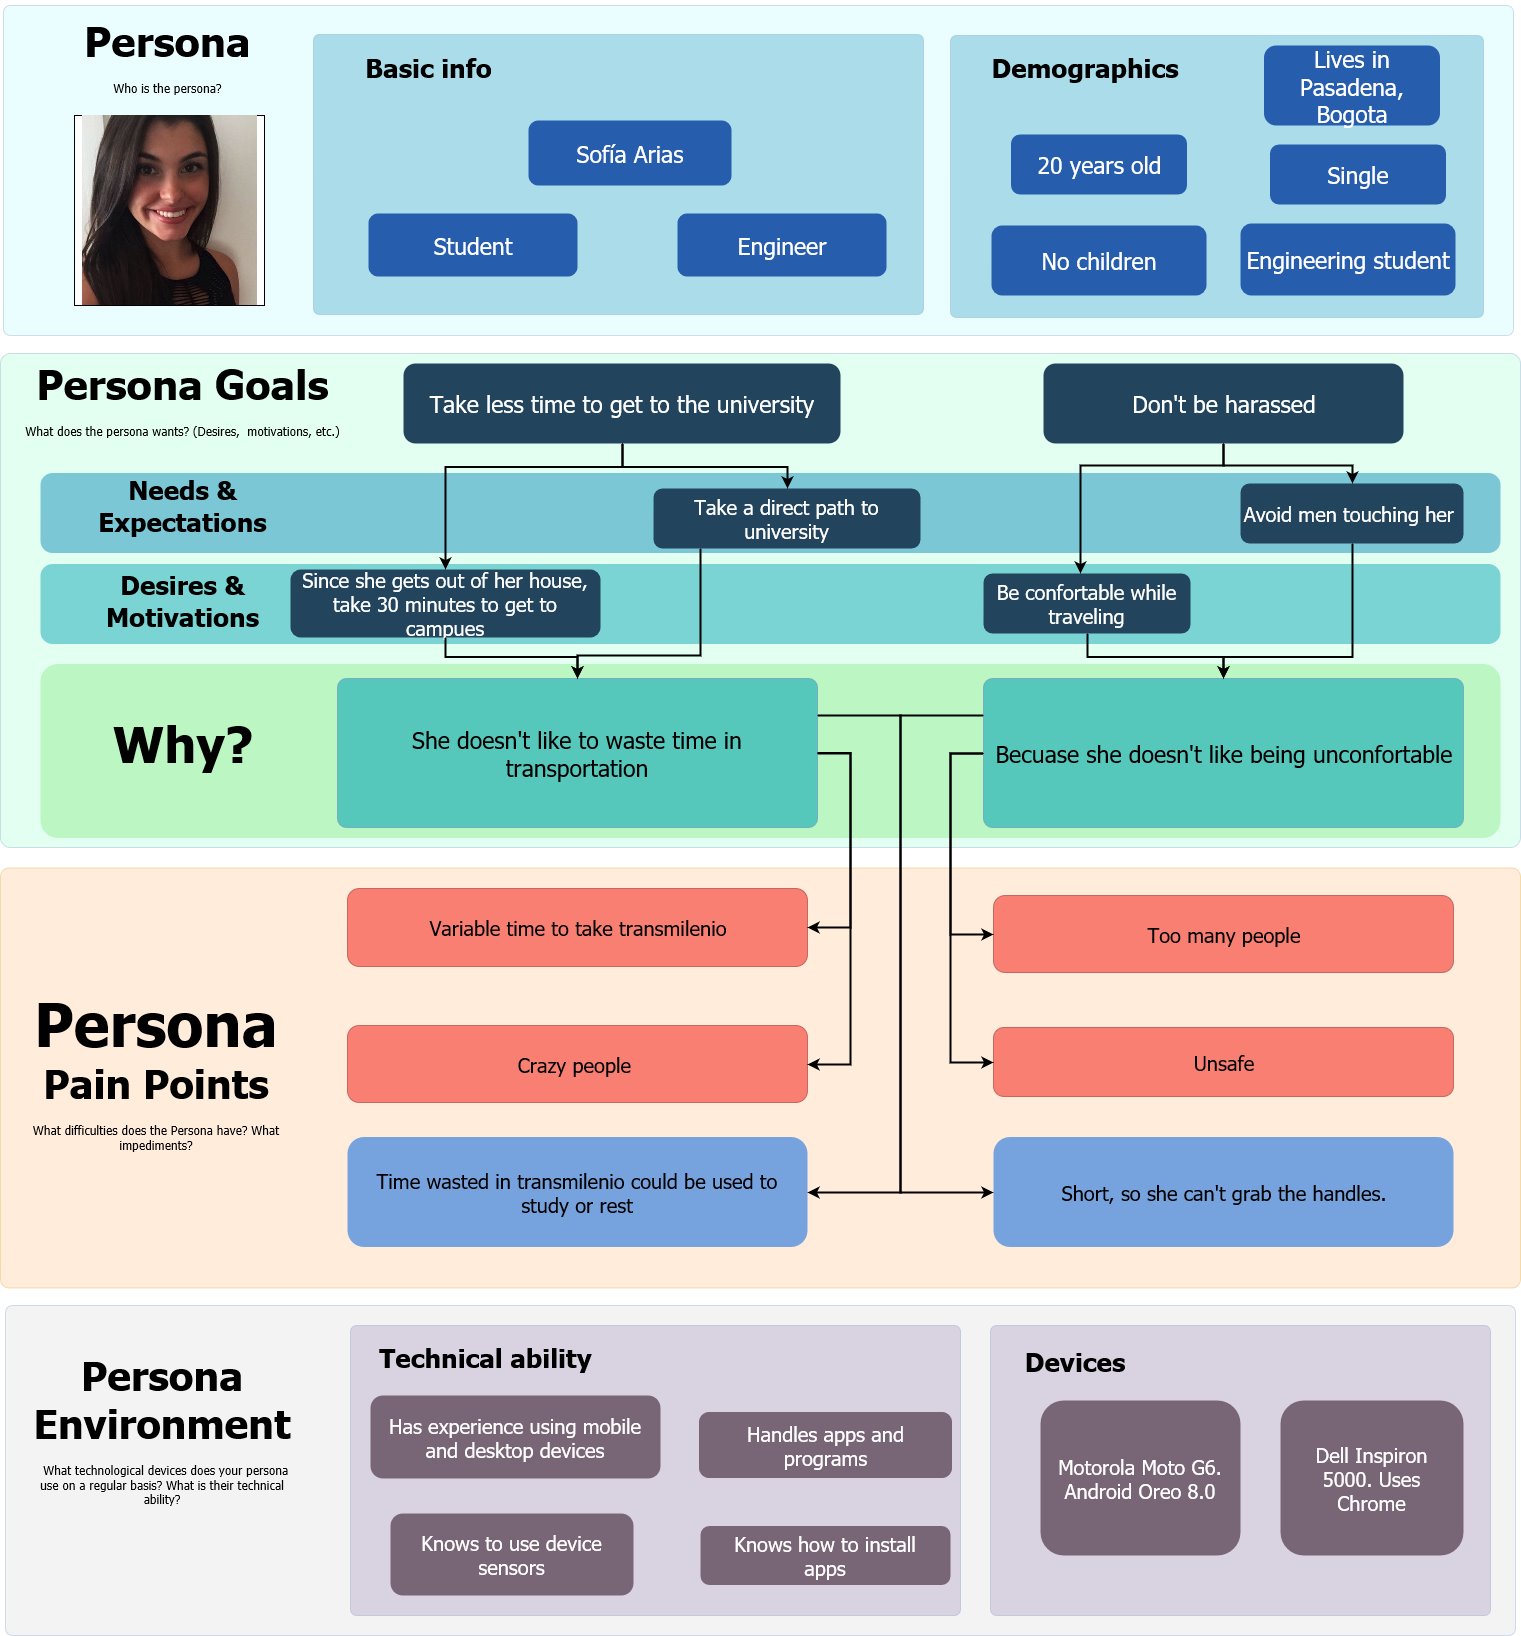 Persona
Who is the persona?
Basic info
Sofía Arias
Student
Engineer
Demographics
Lives in
Pasadena,
Bogota
20 years old
Single
No children
Engineering student
Persona Goals
What does the persona wants? (Desires, motivations, etc.)
Take less time to get to the university
Don't be harassed
Needs &
Expectations
Take a direct path to
university
Avoid men touching her
Desires &
Motivations
Since she gets out of her house,
take 30 minutes to get to
campues
Be confortable while
traveling
Why?
She doesn't like to waste time in
transportation
Becuase she doesn't like being unconfortable
Persona
Pain Points
What difficulties does the Persona have? What
impediments?
Variable time to take transmilenio
Too many people
Crazy people
Unsafe
Time wasted in transmilenio could be used to
study or rest
Short, so she can't grab the handles.
Persona
Environment
What technological devices does your persona
use on a regular basis? What is their technical
ability?
Technical ability
Has experience using mobile
and desktop devices
Handles apps and
programs
Knows to use device
sensors
Knows how to install
apps
Devices
Motorola Moto G6.
Android Oreo 8.0
Dell Inspiron
5000. Uses
Chrome